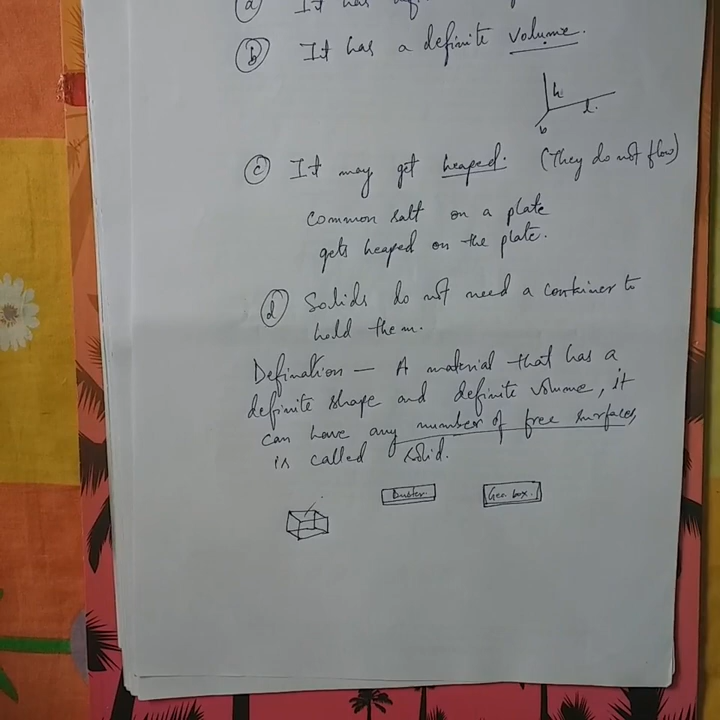 (a) It has
(b) It has a definite volume.
h
l.
b
(c) It may get heaped. (They do not flow)
common salt on a plate
gets heaped on the plate.
(d) Solids do not need a container to
hold them.
Defination — A material that has a
definite shape and definite volume, it
can have any number of free surfaces,
is called solid.
Duster. Geo. box.